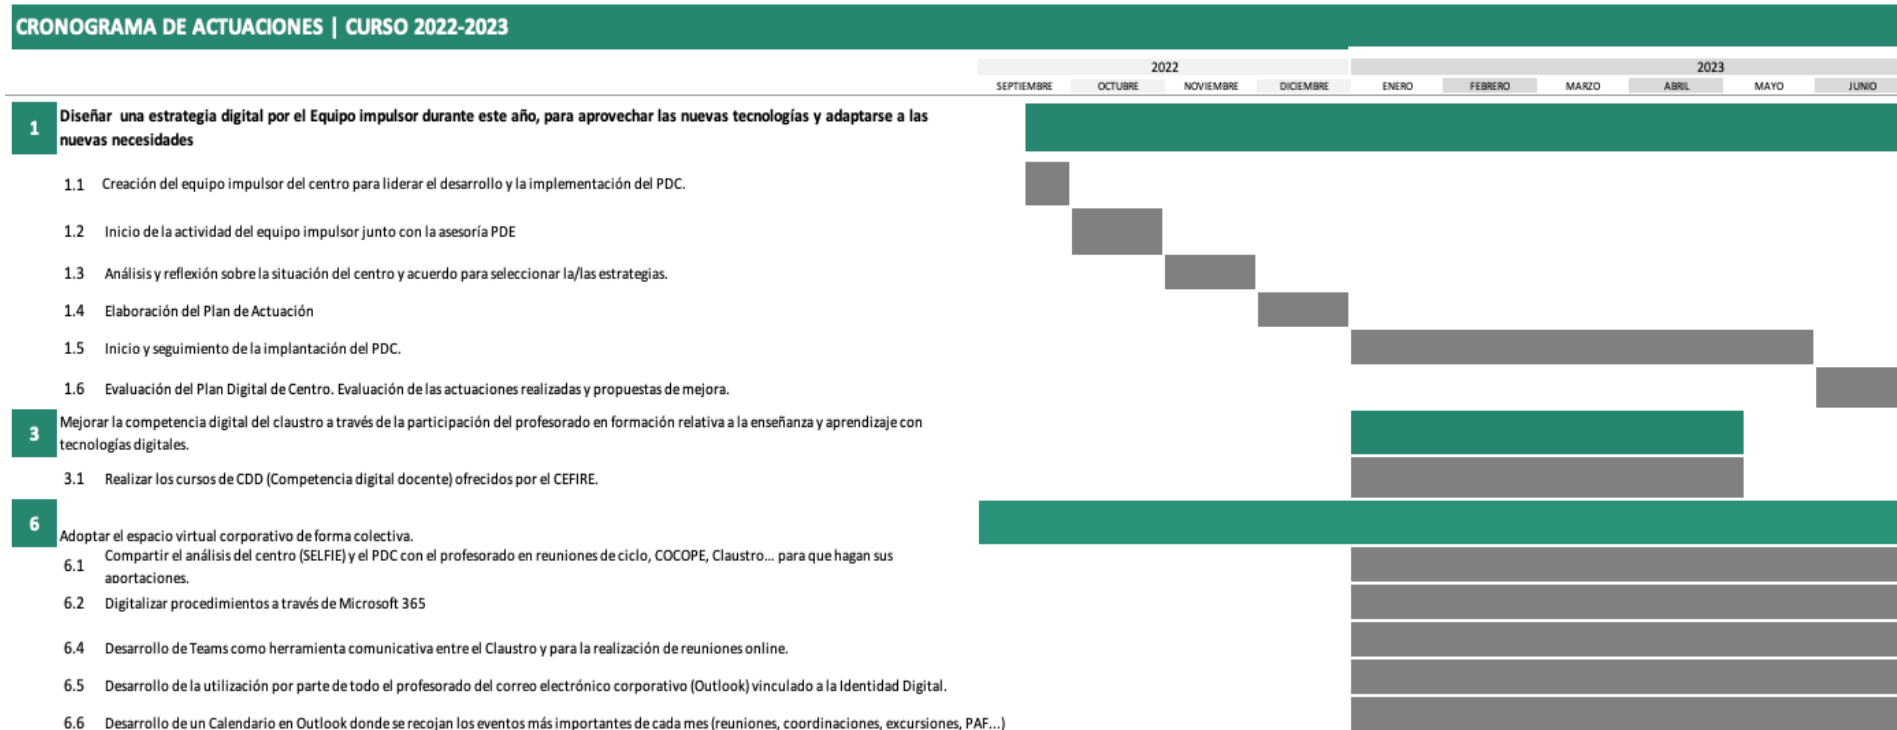 CRONOGRAMA DE ACTUACIONES | CURSO 2022-2023
2022 2023
SEPTIEMBRE OCTUBRE NOVIEMBRE DICIEMBRE ENERO FEBRERO MARZO ABRIL MAYO JUNIO
1 Diseñar una estrategia digital por el Equipo impulsor durante este año, para aprovechar las nuevas tecnologías y adaptarse a las
nuevas necesidades
1.1 Creación del equipo impulsor del centro para liderar el desarrollo y la implementación del PDC.
1.2 Inicio de la actividad del equipo impulsor junto con la asesoría PDE
1.3 Análisis y reflexión sobre la situación del centro y acuerdo para seleccionar la/las estrategias.
1.4 Elaboración del Plan de Actuación
1.5 Inicio y seguimiento de la implantación del PDC.
1.6 Evaluación del Plan Digital de Centro. Evaluación de las actuaciones realizadas y propuestas de mejora.
3 Mejorar la competencia digital del claustro a través de la participación del profesorado en formación relativa a la enseñanza y aprendizaje con
tecnologías digitales.
3.1 Realizar los cursos de CDD (Competencia digital docente) ofrecidos por el CEFIRE.
6 Adoptar el espacio virtual corporativo de forma colectiva.
6.1 Compartir el análisis del centro (SELFIE) y el PDC con el profesorado en reuniones de ciclo, COCOPE, Claustro... para que hagan sus
aportaciones.
6.2 Digitalizar procedimientos a través de Microsoft 365
6.4 Desarrollo de Teams como herramienta comunicativa entre el Claustro y para la realización de reuniones online.
6.5 Desarrollo de la utilización por parte de todo el profesorado del correo electrónico corporativo (Outlook) vinculado a la Identidad Digital.
6.6 Desarrollo de un Calendario en Outlook donde se recojan los eventos más importantes de cada mes (reuniones, coordinaciones, excursiones, PAF...)